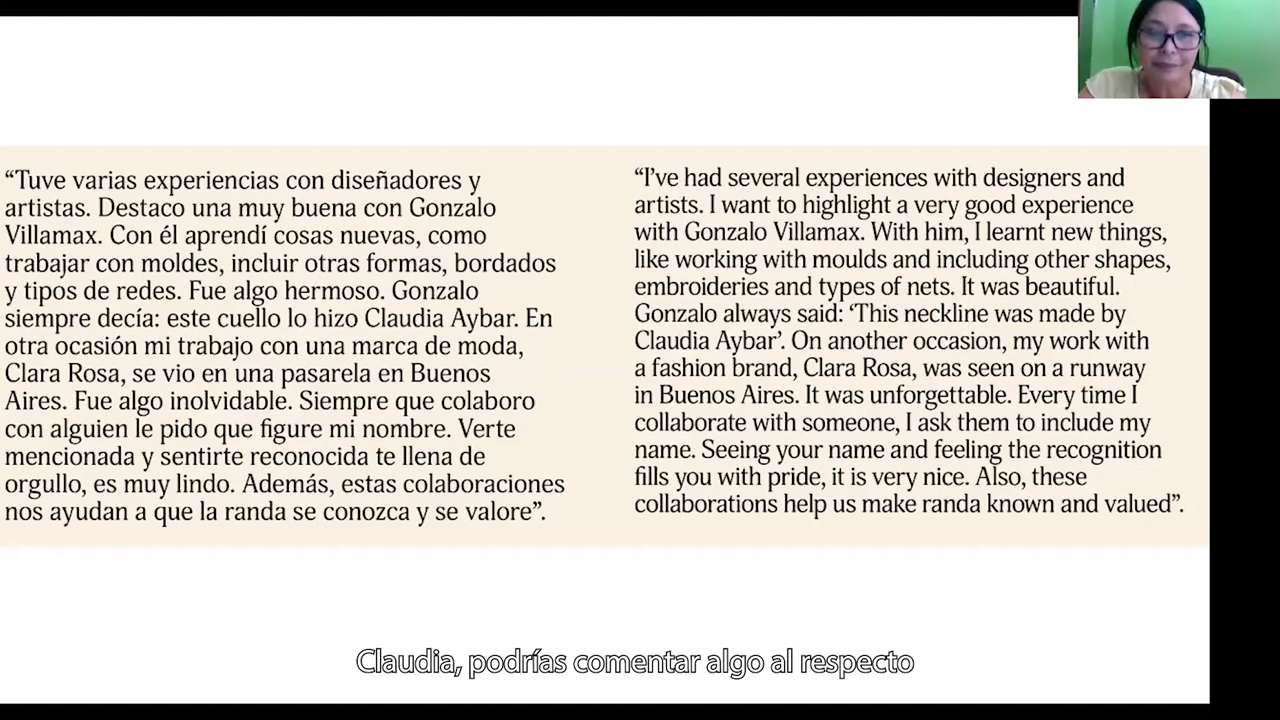 “Tuve varias experiencias con diseñadores y
artistas. Destaco una muy buena con Gonzalo
Villamax. Con él aprendí cosas nuevas, como
trabajar con moldes, incluir otras formas, bordados
y tipos de redes. Fue algo hermoso. Gonzalo
siempre decía: este cuello lo hizo Claudia Aybar. En
otra ocasión mi trabajo con una marca de moda,
Clara Rosa, se vio en una pasarela en Buenos
Aires. Fue algo inolvidable. Siempre que colaboro
con alguien le pido que figure mi nombre. Verte
mencionada y sentirte reconocida te llena de
orgullo, es muy lindo. Además, estas colaboraciones
nos ayudan a que la randa se conozca y se valore”.
“I’ve had several experiences with designers and
artists. I want to highlight a very good experience
with Gonzalo Villamax. With him, I learnt new things,
like working with moulds and including other shapes,
embroideries and types of nets. It was beautiful.
Gonzalo always said: ‘This neckline was made by
Claudia Aybar’. On another occasion, my work with
a fashion brand, Clara Rosa, was seen on a runway
in Buenos Aires. It was unforgettable. Every time I
collaborate with someone, I ask them to include my
name. Seeing your name and feeling the recognition
fills you with pride, it is very nice. Also, these
collaborations help us make randa known and valued”.
Claudia, podrías comentar algo al respecto